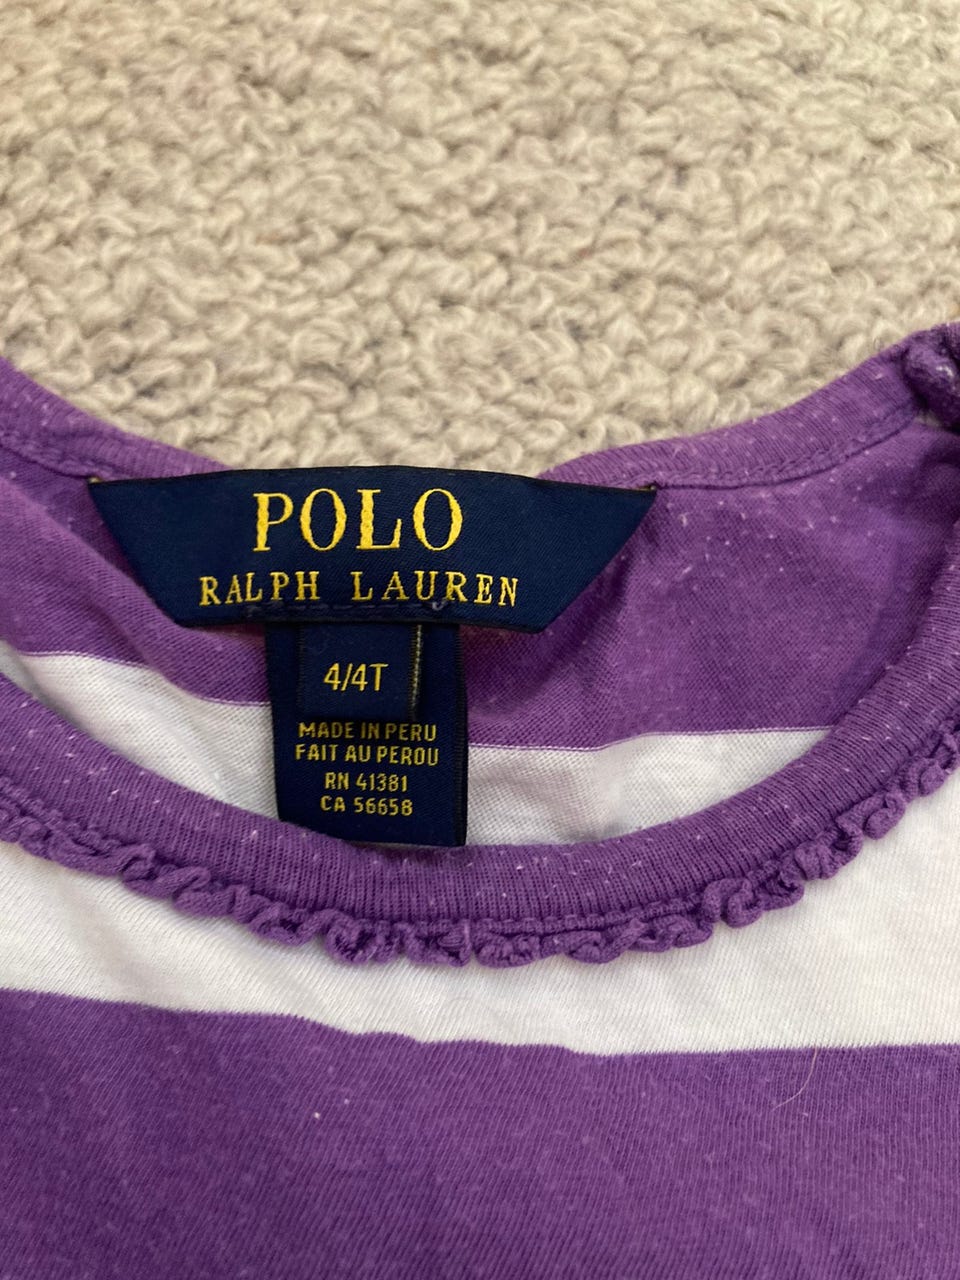 POLO
RALPH LAUREN
4/4T
MADE IN PERU
FAIT AU PEROU
RN 41381
CA 56658